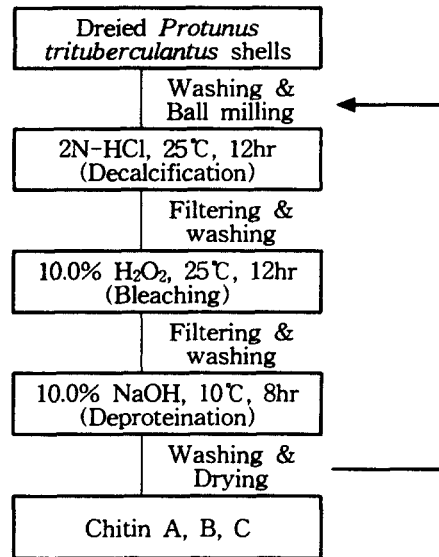 Dreied Protunus
trituberculantus shells
Washing &
Ball milling
2N-HCl, 25℃, 12hr
(Decalcification)
Filtering &
washing
10.0% H₂O₂, 25℃, 12hr
(Bleaching)
Filtering &
washing
10.0% NaOH, 10℃, 8hr
(Deproteination)
Washing &
Drying
Chitin A, B, C